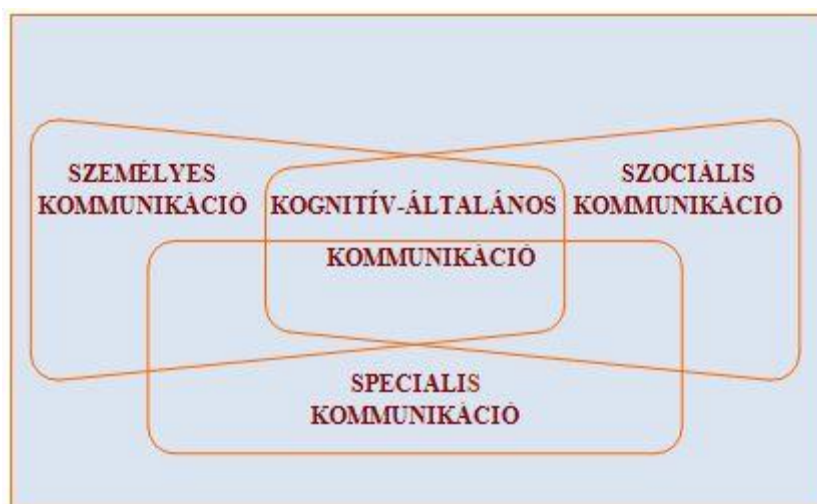 SZEMÉLYES
KOMMUNIKÁCIÓ
KOGNITÍV-ÁLTALÁNOS
KOMMUNIKÁCIÓ
SZOCIÁLIS
KOMMUNIKÁCIÓ
SPECIALIS
KOMMUNIKÁCIÓ